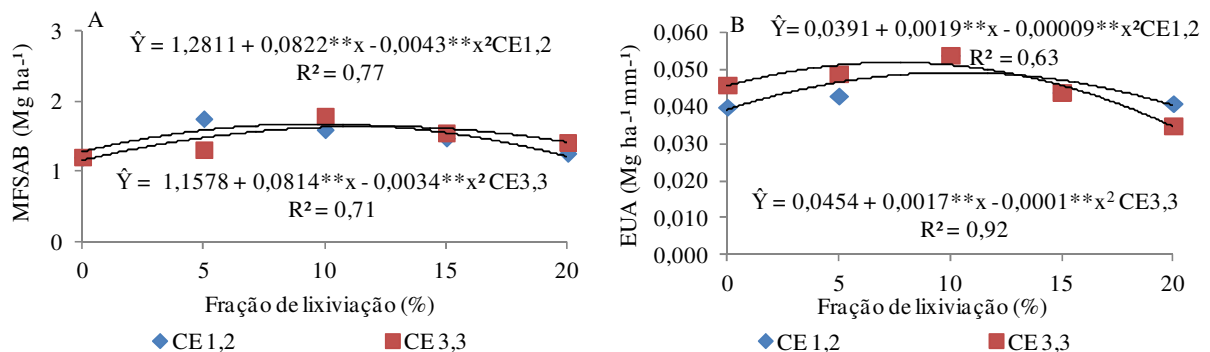 A
Ŷ = 1,2811 + 0,0822**x - 0,0043**x² CE1,2
R² = 0,77
Ŷ = 1,1578 + 0,0814**x - 0,0034**x² CE3,3
R² = 0,71
MFSAB (Mg ha⁻¹)
3
2
1
0
0 5 10 15 20
Fração de lixiviação (%)
CE 1,2 CE 3,3
B
Ŷ= 0,0391 + 0,0019**x - 0,00009**x²CE1,2
R² = 0,63
Ŷ = 0,0454 + 0,0017**x - 0,0001**x² CE3,3
R² = 0,92
EUA (Mg ha⁻¹ mm⁻¹)
0,060
0,050
0,040
0,030
0,020
0,010
0,000
0 5 10 15 20
Fração de lixiviação (%)
CE 1,2 CE 3,3